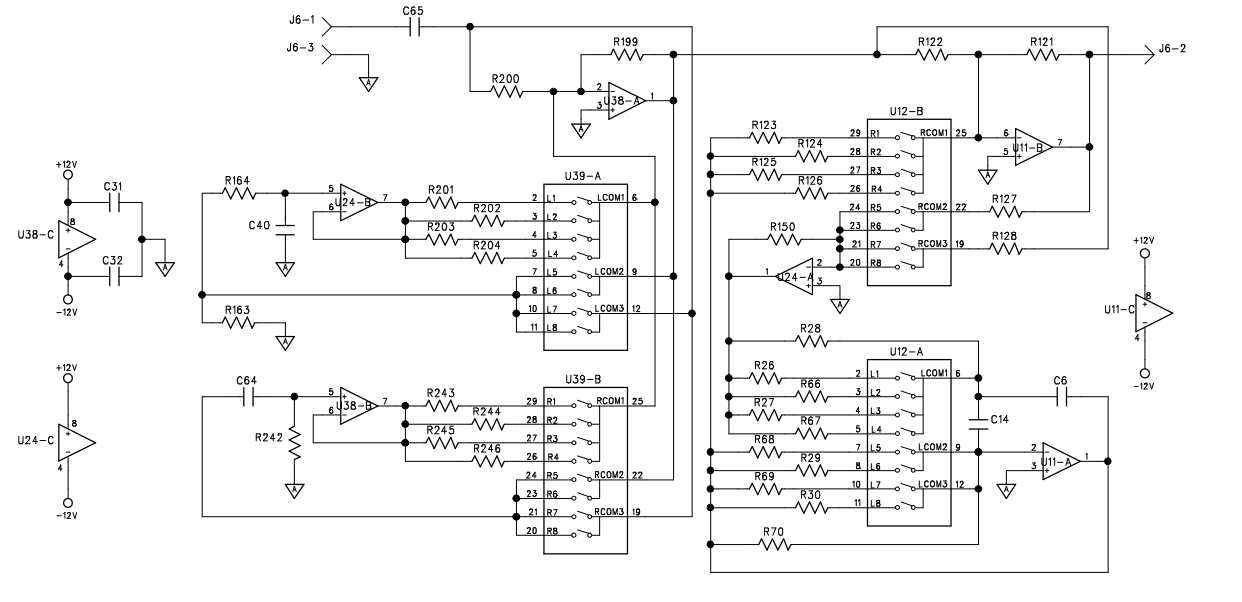 J6-1
C65
J6-3
A
R199
R200
2
3
U38-A
1
A
R122
R121
J6-2
U12-B
R123
29 R1 RCOM1 25
R124
28 R2
R125
27 R3
R126
26 R4
24 R5 RCOM2 22
23 R6
21 R7 RCOM3 19
20 R8
6
5
U11-B
7
A
R127
R128
R150
1
U24-A
2
3
A
+12V
C31
8
U38-C
4
C32
A
-12V
R164
C40
A
5
6
U24-B
7
R201
R202
R203
R204
U39-A
2 L1 LCOM1 6
3 L2
4 L3
5 L4
7 L5 LCOM2 9
8 L6
10 L7 LCOM3 12
11 L8
R163
A
+12V
8
U24-C
4
-12V
C64
R242
A
5
6
U38-B
7
R243
R244
R245
R246
U39-B
29 R1 RCOM1 25
28 R2
27 R3
26 R4
24 R5 RCOM2 22
23 R6
21 R7 RCOM3 19
20 R8
R28
U12-A
R26
2 L1 LCOM1 6
R66
3 L2
R27
4 L3
R67
5 L4
R68
7 L5 LCOM2 9
R29
8 L6
R69
10 L7 LCOM3 12
R30
11 L8
R70
C6
C14
2
3
U11-A
1
A
+12V
8
U11-C
4
-12V